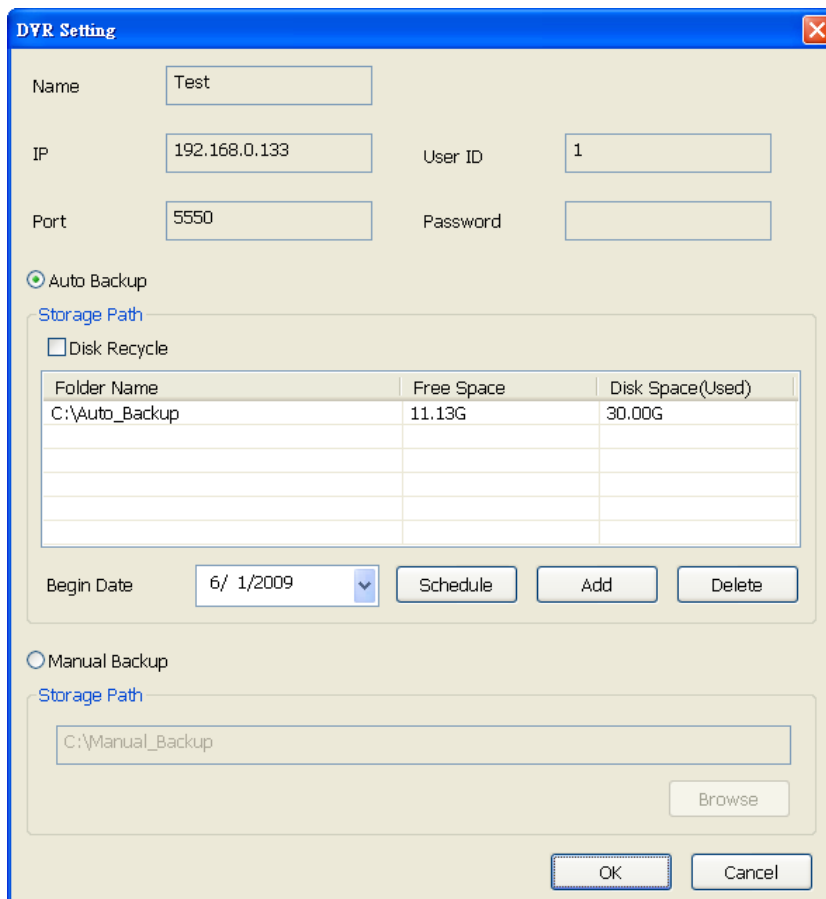 DVR Setting
Name Test
IP 192.168.0.133 User ID 1
Port 5550 Password
Auto Backup
Storage Path
Disk Recycle
Folder Name Free Space Disk Space(Used)
C:\Auto_Backup 11.13G 30.00G
Begin Date 6/ 1/2009 Schedule Add Delete
Manual Backup
Storage Path
C:\Manual_Backup
Browse
OK Cancel